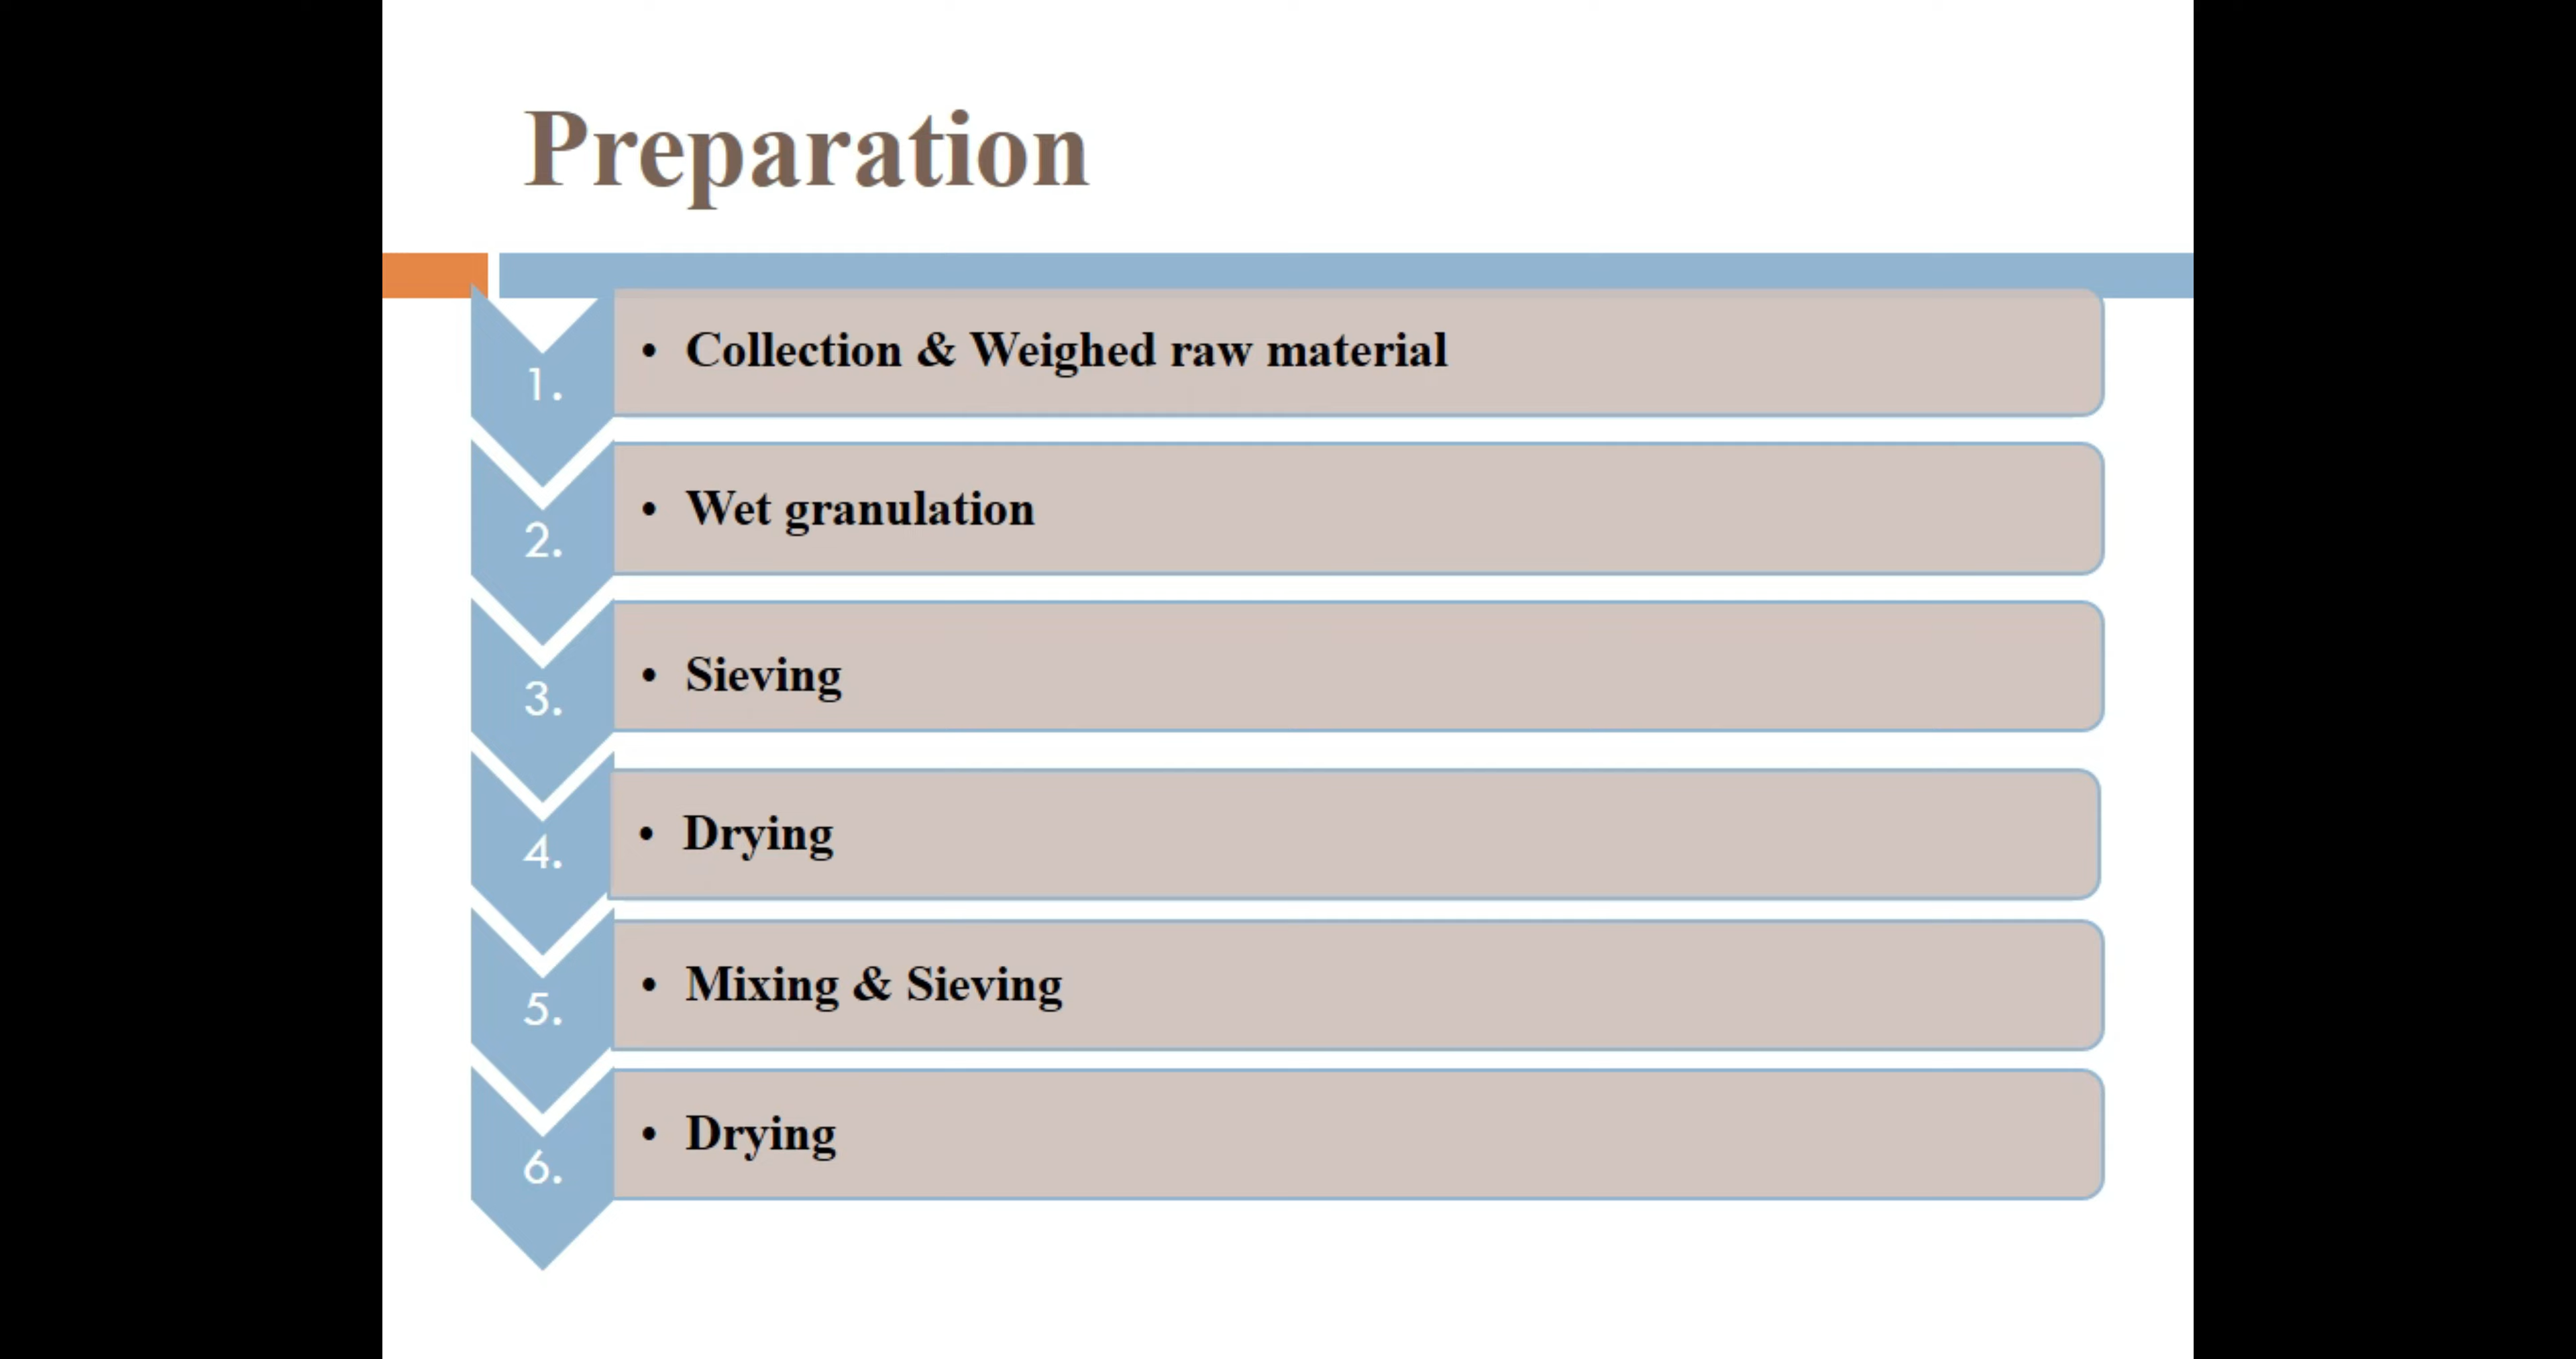 Preparation
1.
• Collection & Weighed raw material
2.
• Wet granulation
3.
• Sieving
4.
• Drying
5.
• Mixing & Sieving
6.
• Drying